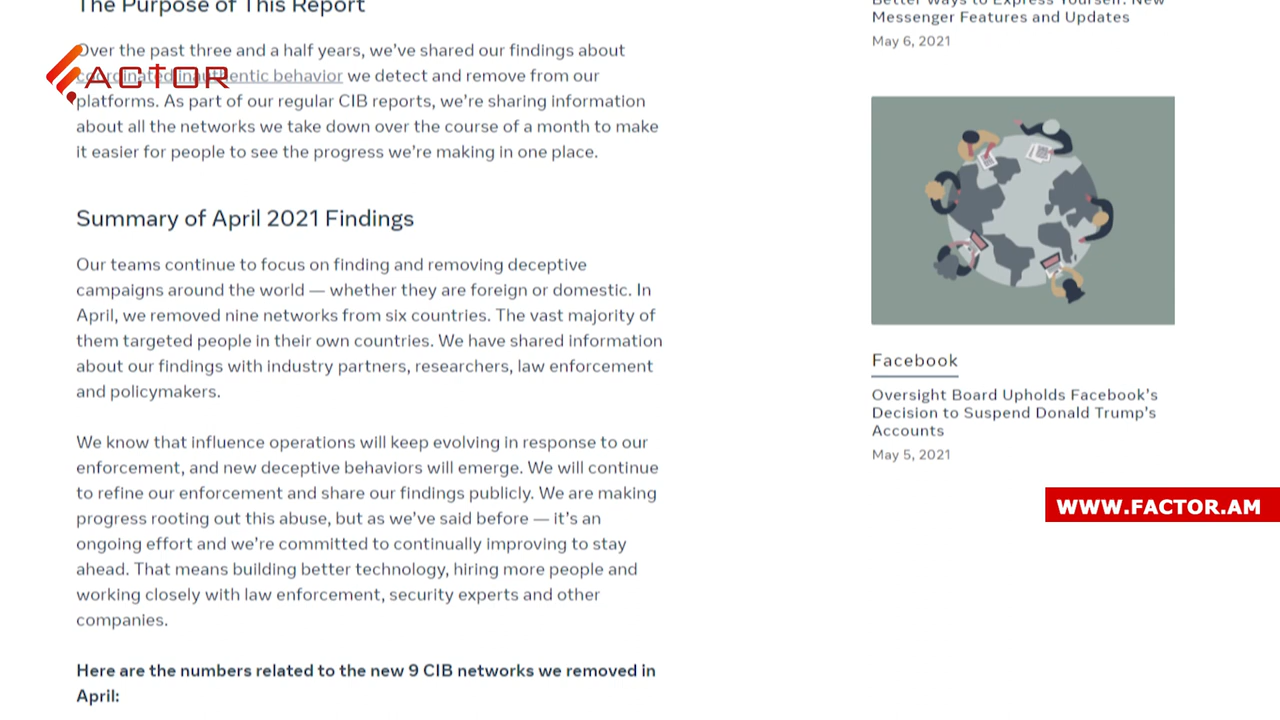 The Purpose of This Report
Over the past three and a half years, we've shared our findings about
coordinated inauthentic behavior we detect and remove from our
platforms. As part of our regular CIB reports, we're sharing information
about all the networks we take down over the course of a month to make
it easier for people to see the progress we're making in one place.
Summary of April 2021 Findings
Our teams continue to focus on finding and removing deceptive
campaigns around the world — whether they are foreign or domestic. In
April, we removed nine networks from six countries. The vast majority of
them targeted people in their own countries. We have shared information
about our findings with industry partners, researchers, law enforcement
and policymakers.
We know that influence operations will keep evolving in response to our
enforcement, and new deceptive behaviors will emerge. We will continue
to refine our enforcement and share our findings publicly. We are making
progress rooting out this abuse, but as we've said before — it's an
ongoing effort and we're committed to continually improving to stay
ahead. That means building better technology, hiring more people and
working closely with law enforcement, security experts and other
companies.
Here are the numbers related to the new 9 CIB networks we removed in
April:
FACTOR
Better Ways to Express Yourself: New
Messenger Features and Updates
May 6, 2021
Facebook
Oversight Board Upholds Facebook's
Decision to Suspend Donald Trump's
Accounts
May 5, 2021
WWW.FACTOR.AM